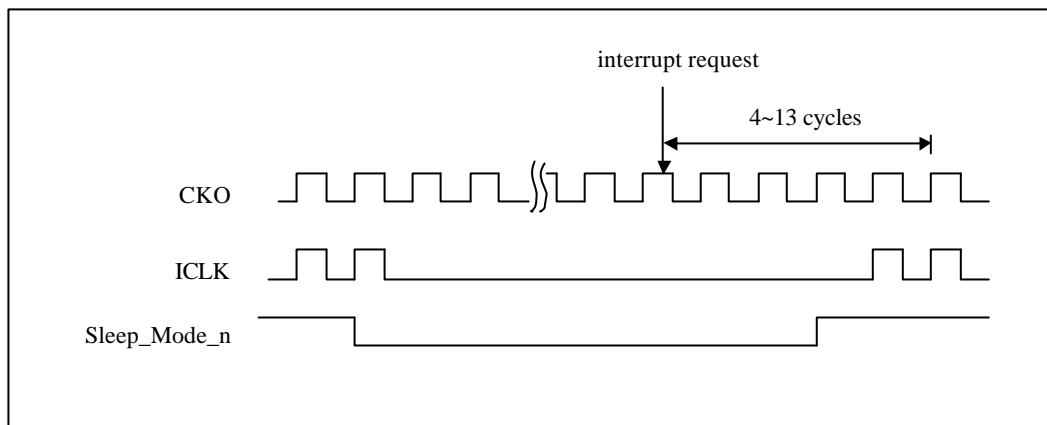 interrupt request
4~13 cycles
CKO
ICLK
Sleep_Mode_n